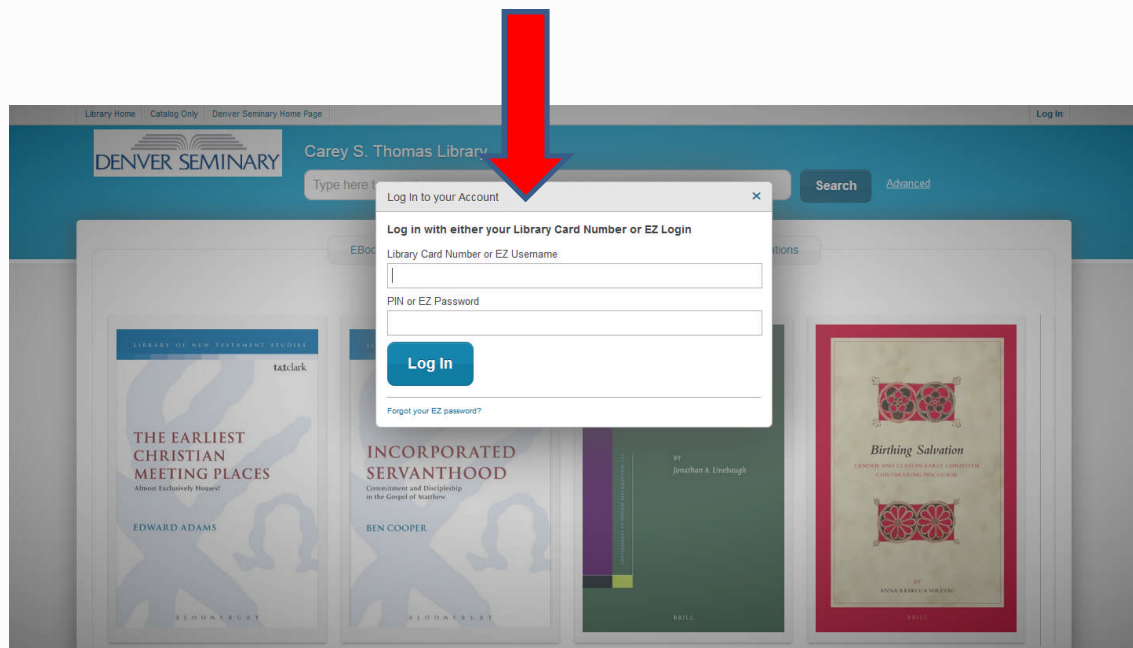 Library Home Catalog Only Denver Seminary Home Page Log In
DENVER SEMINARY
Carey S. Thomas Library
Type here t
Search
Advanced
Log In to your Account ×
Log in with either your Library Card Number or EZ Login
Library Card Number or EZ Username
PIN or EZ Password
Log In
Forgot your EZ password?
EBoo
tions
LIBRARY OF NEW TESTAMENT STUDIES
t&tclark
THE EARLIEST
CHRISTIAN
MEETING PLACES
Almost Exclusively Houses?
EDWARD ADAMS
BLOOMSBURY
INCORPORATED
SERVANTHOOD
Commitment and Discipleship
in the Gospel of Matthew
BEN COOPER
BLOOMSBURY
BY
Jonathan A. Linebaugh
BRILL
Birthing Salvation
GENDER AND CLASS IN EARLY CHRISTIAN
CHILDBEARING DISCOURSE
BY
ANNA REBECCA SOLEVÅG
BRILL